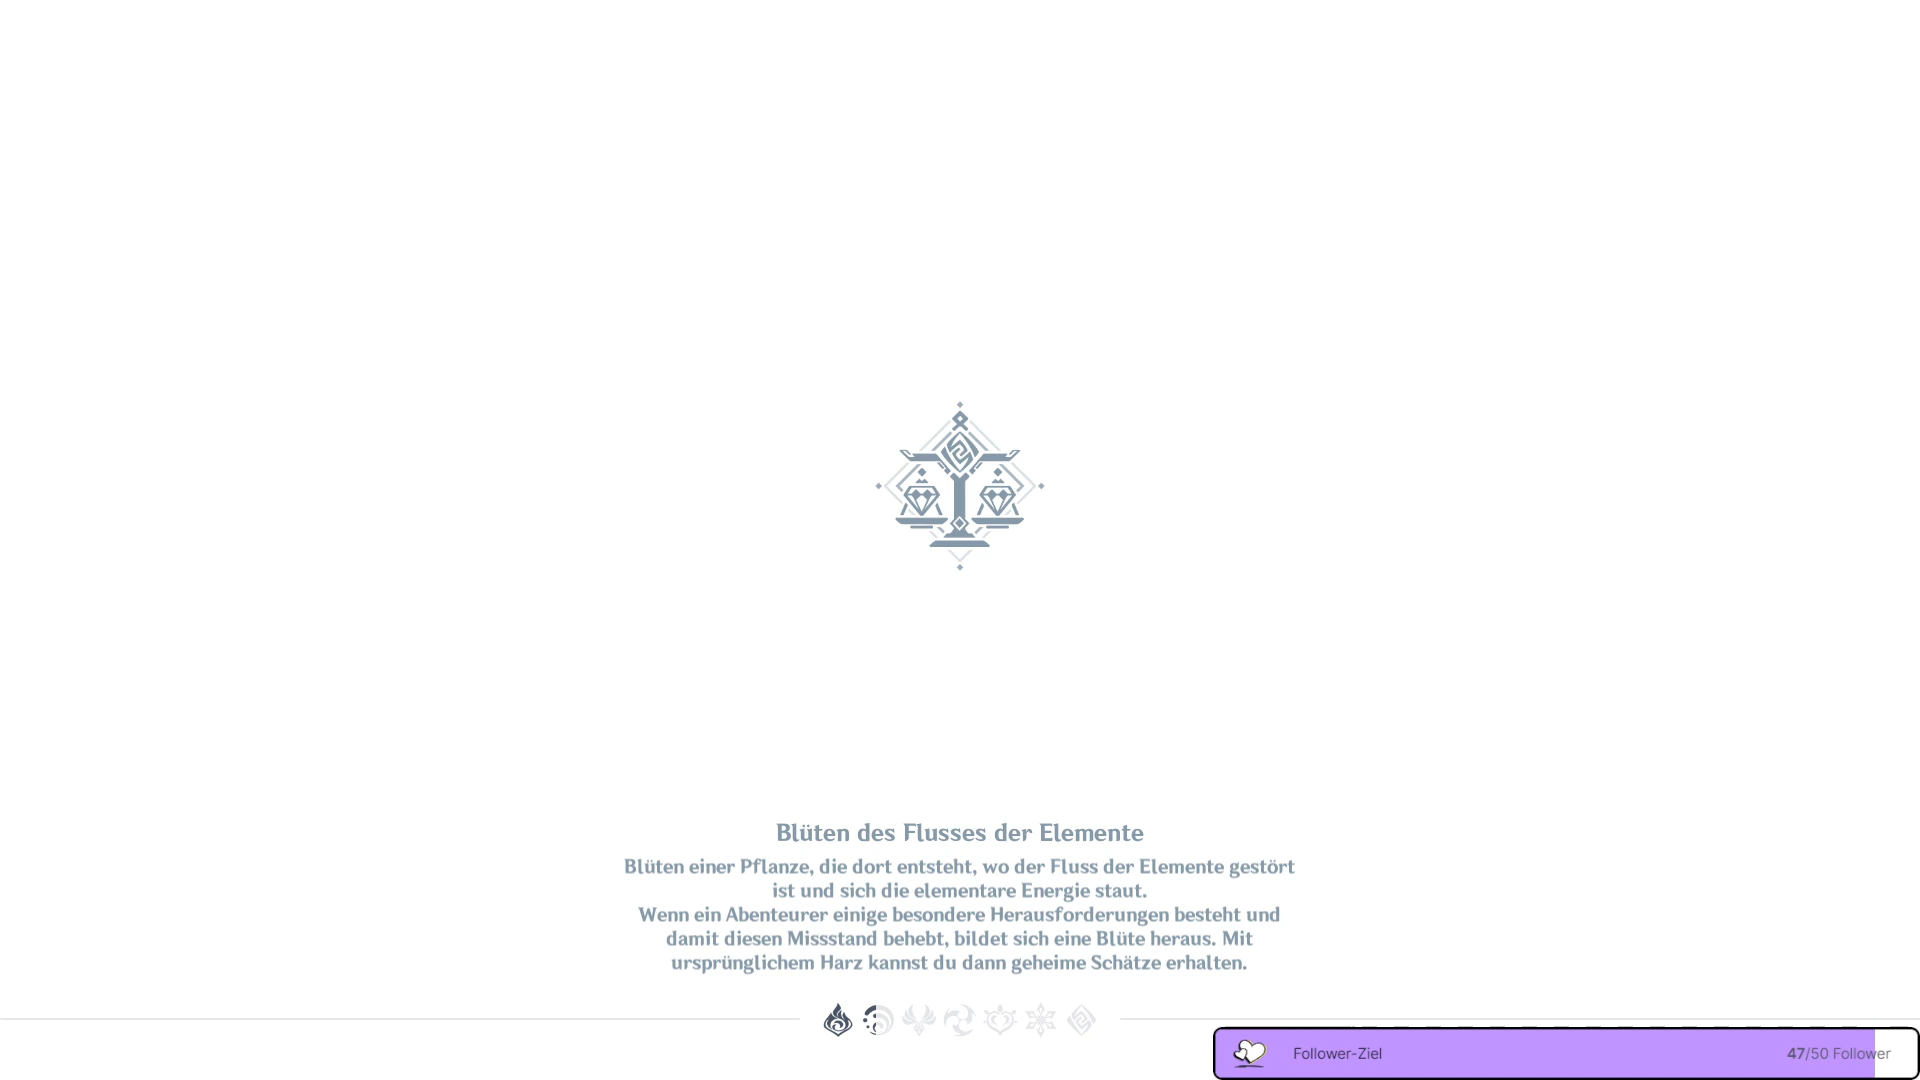 Blüten des Flusses der Elemente
Blüten einer Pflanze, die dort entsteht, wo der Fluss der Elemente gestört
ist und sich die elementare Energie staut.
Wenn ein Abenteurer einige besondere Herausforderungen besteht und
damit diesen Missstand behebt, bildet sich eine Blüte heraus. Mit
ursprünglichem Harz kannst du dann geheime Schätze erhalten.
Follower-Ziel 47/50 Follower